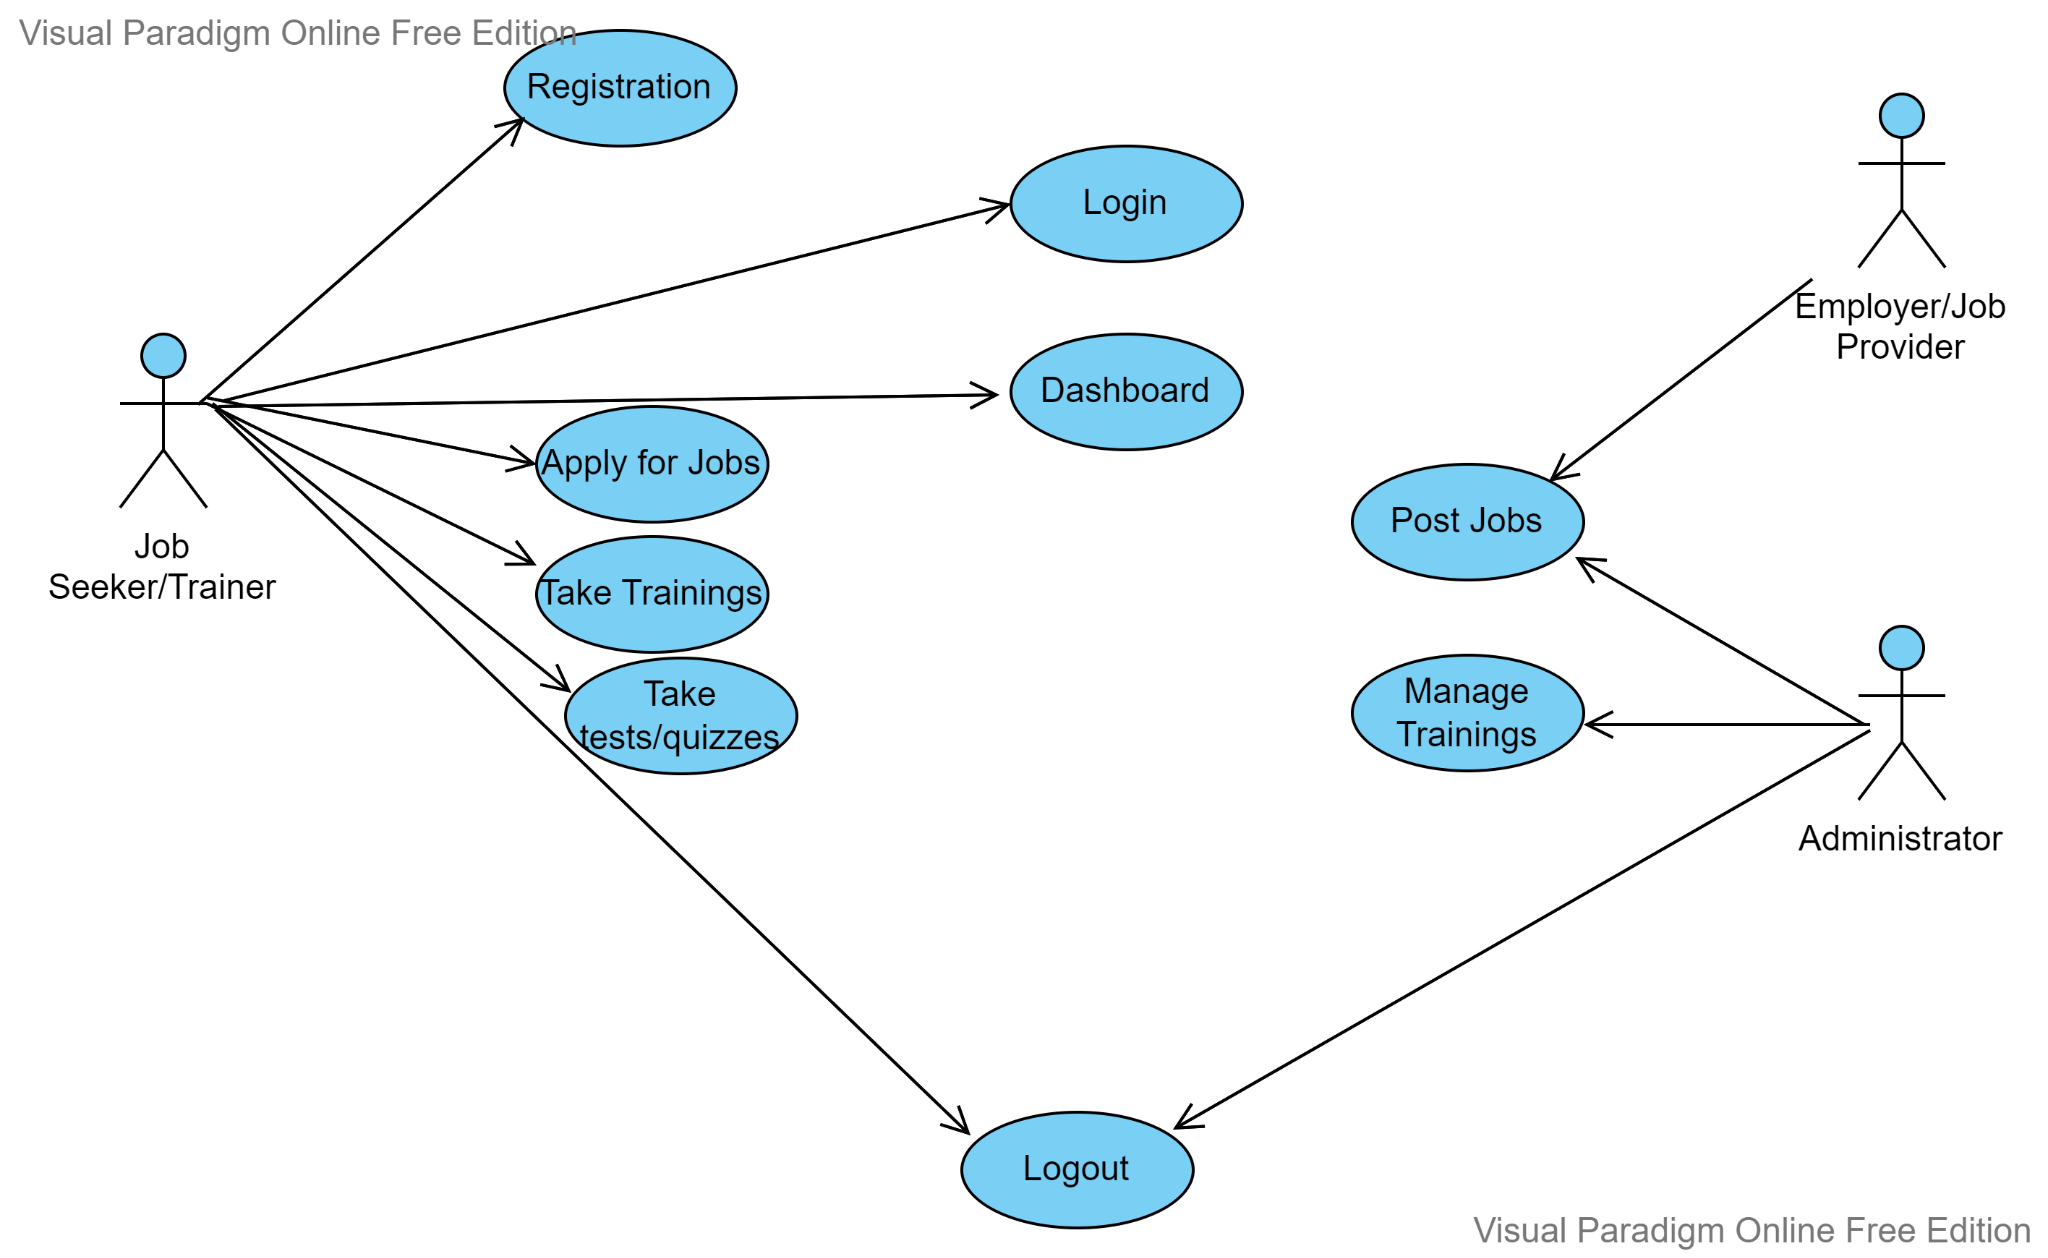 Visual Paradigm Online Free Edition
Registration
Login
Employer/Job
Provider
Dashboard
Apply for Jobs
Post Jobs
Job
Seeker/Trainer
Take Trainings
Take
tests/quizzes
Manage
Trainings
Administrator
Logout
Visual Paradigm Online Free Edition